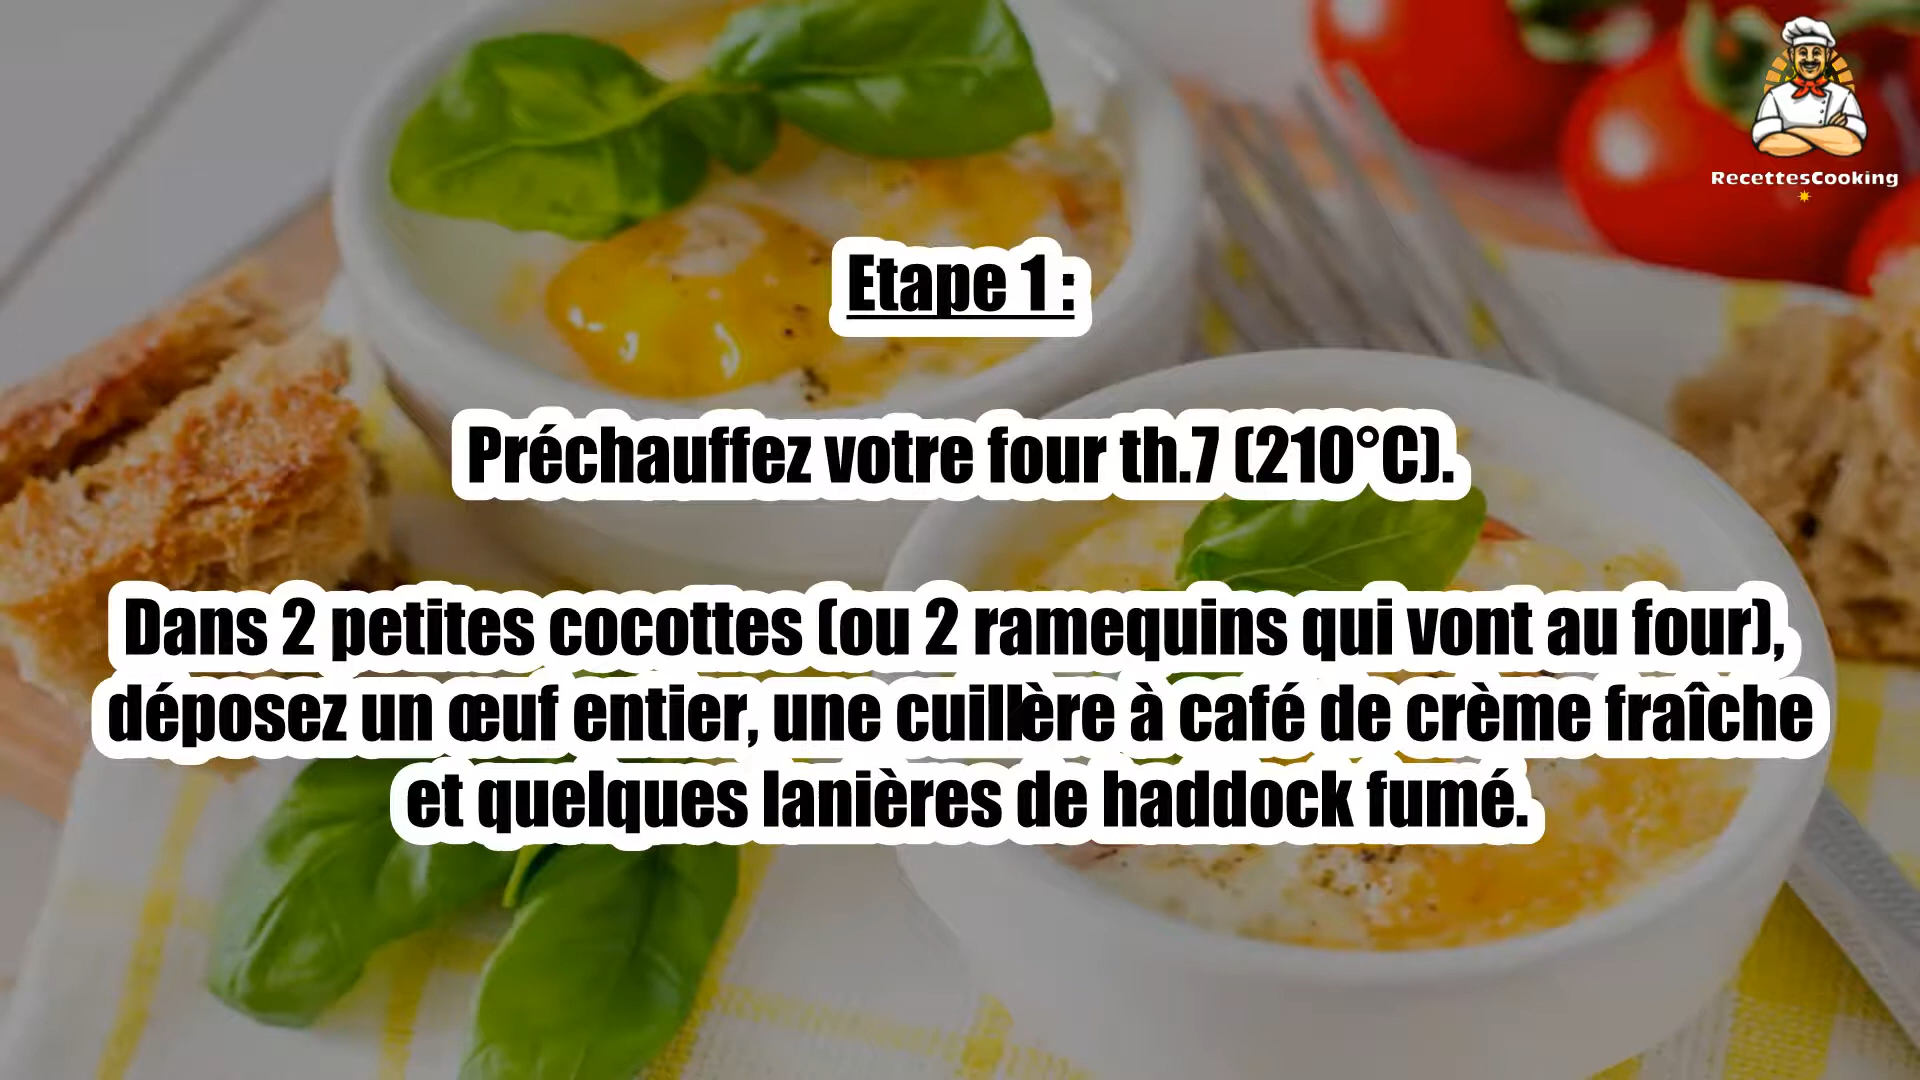 RecettesCooking
Etape 1 :
Préchauffez votre four th.7 (210°C).
Dans 2 petites cocottes (ou 2 ramequins qui vont au four),
déposez un œuf entier, une cuillère à café de crème fraîche
et quelques lanières de haddock fumé.